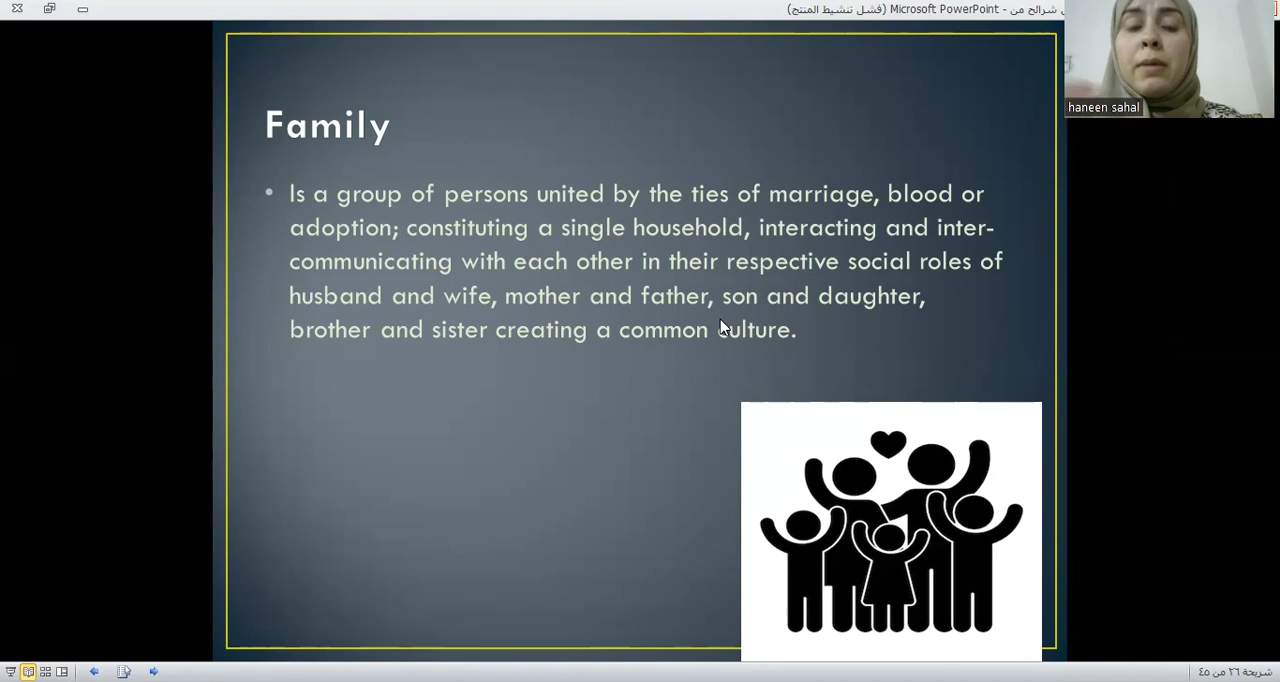 شرائح من - Microsoft PowerPoint (فشل تنشيط المنتج)
haneen sahal
Family
• Is a group of persons united by the ties of marriage, blood or
adoption; constituting a single household, interacting and inter-
communicating with each other in their respective social roles of
husband and wife, mother and father, son and daughter,
brother and sister creating a common culture.
شريحة ٢٦ من ٤٥